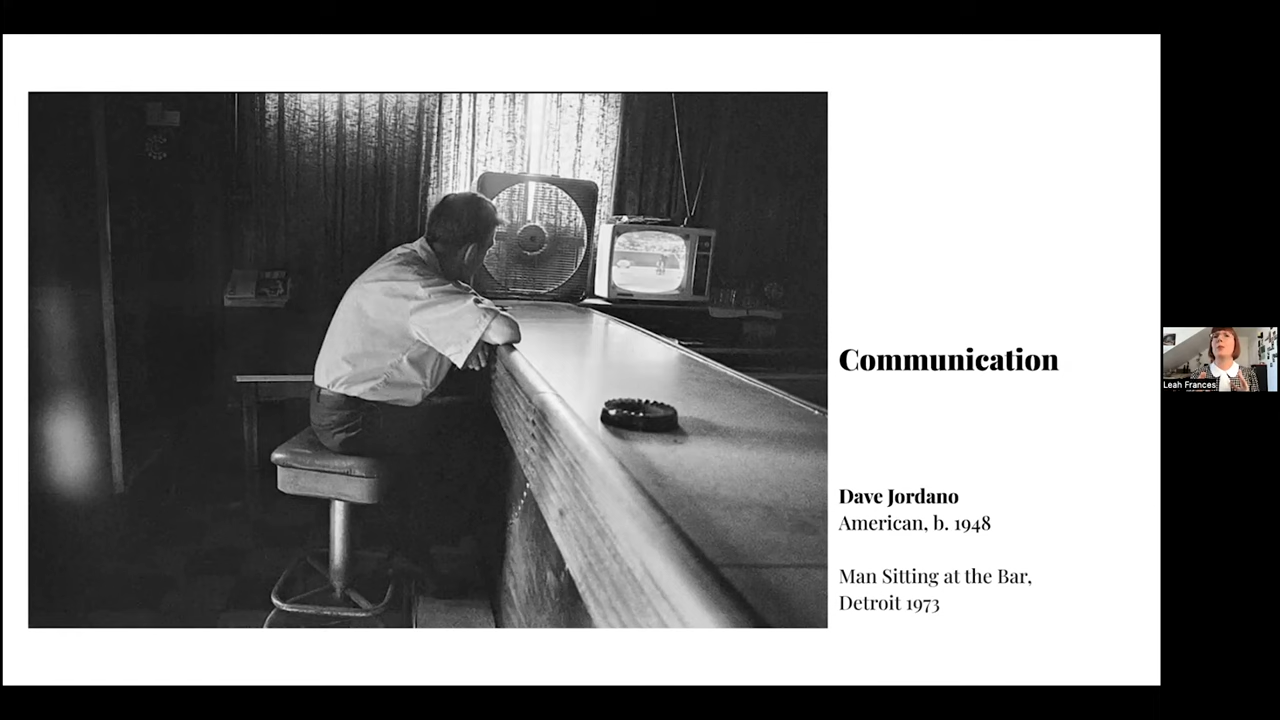 Communication
Dave Jordano
American, b. 1948
Man Sitting at the Bar,
Detroit 1973
Leah Frances